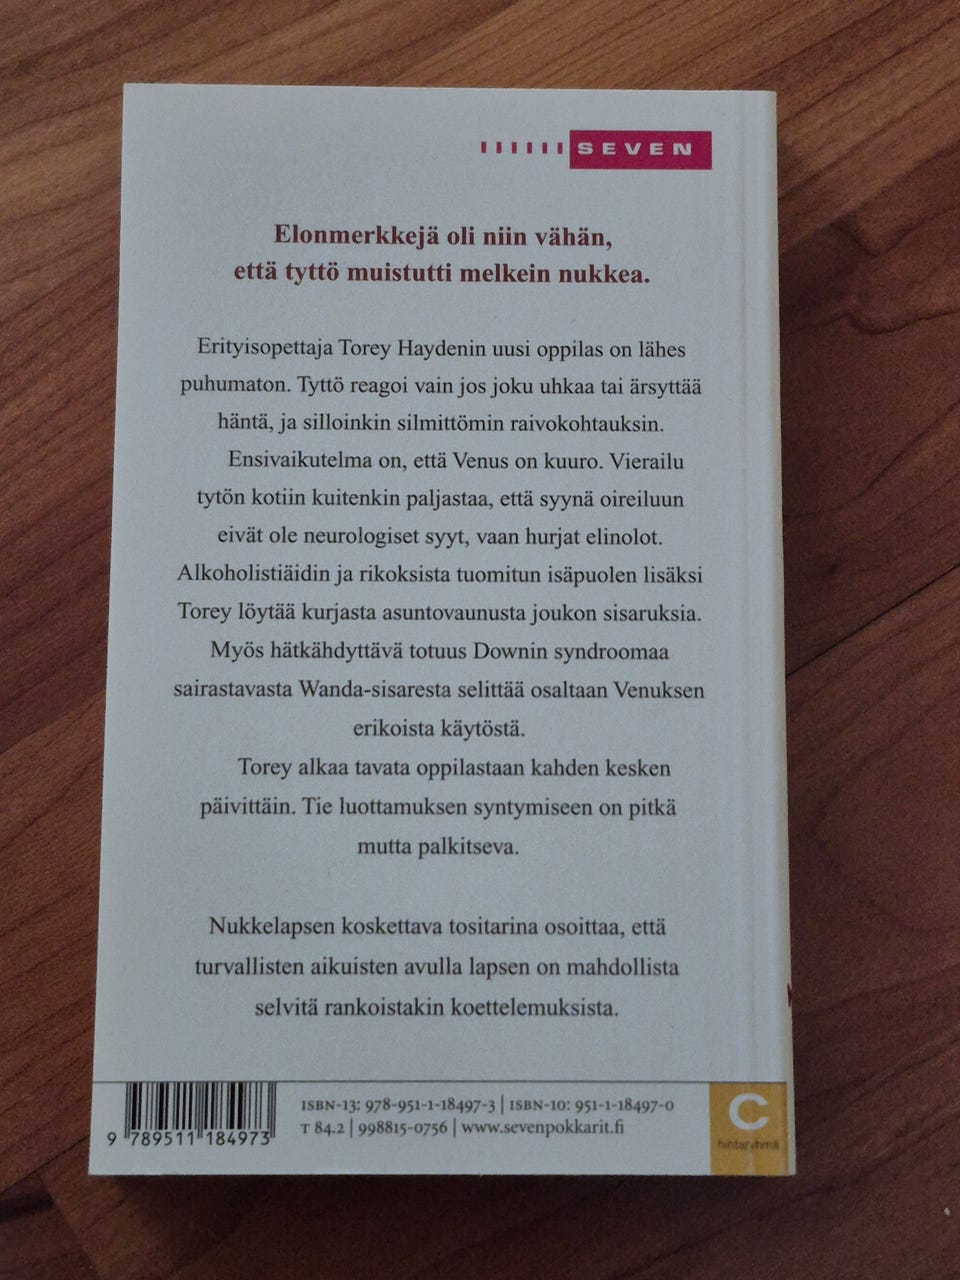 SEVEN
Elonmerkkejä oli niin vähän,
että tyttö muistutti melkein nukkea.
Erityisopettaja Torey Haydenin uusi oppilas on lähes
puhumaton. Tyttö reagoi vain jos joku uhkaa tai ärsyttää
häntä, ja silloinkin silmittömin raivokohtauksin.
Ensivaikutelma on, että Venus on kuuro. Vierailu
tytön kotiin kuitenkin paljastaa, että syynä oireiluun
eivät ole neurologiset syyt, vaan hurjat elinolot.
Alkoholistiäidin ja rikoksista tuomitun isäpuolen lisäksi
Torey löytää kurjasta asuntovaunusta joukon sisaruksia.
Myös hätkähdyttävä totuus Downin syndroomaa
sairastavasta Wanda-sisaresta selittää osaltaan Venuksen
erikoista käytöstä.
Torey alkaa tavata oppilastaan kahden kesken
päivittäin. Tie luottamuksen syntymiseen on pitkä
mutta palkitseva.
Nukkelapsen koskettava tositarina osoittaa, että
turvallisten aikuisten avulla lapsen on mahdollista
selvitä rankoistakin koettelemuksista.
ISBN-13: 978-951-1-18497-3 | ISBN-10: 951-1-18497-0
T 84.2 | 998815-0756 | www.sevenpokkarit.fi
9 789511 184973
C
hintaryhmä